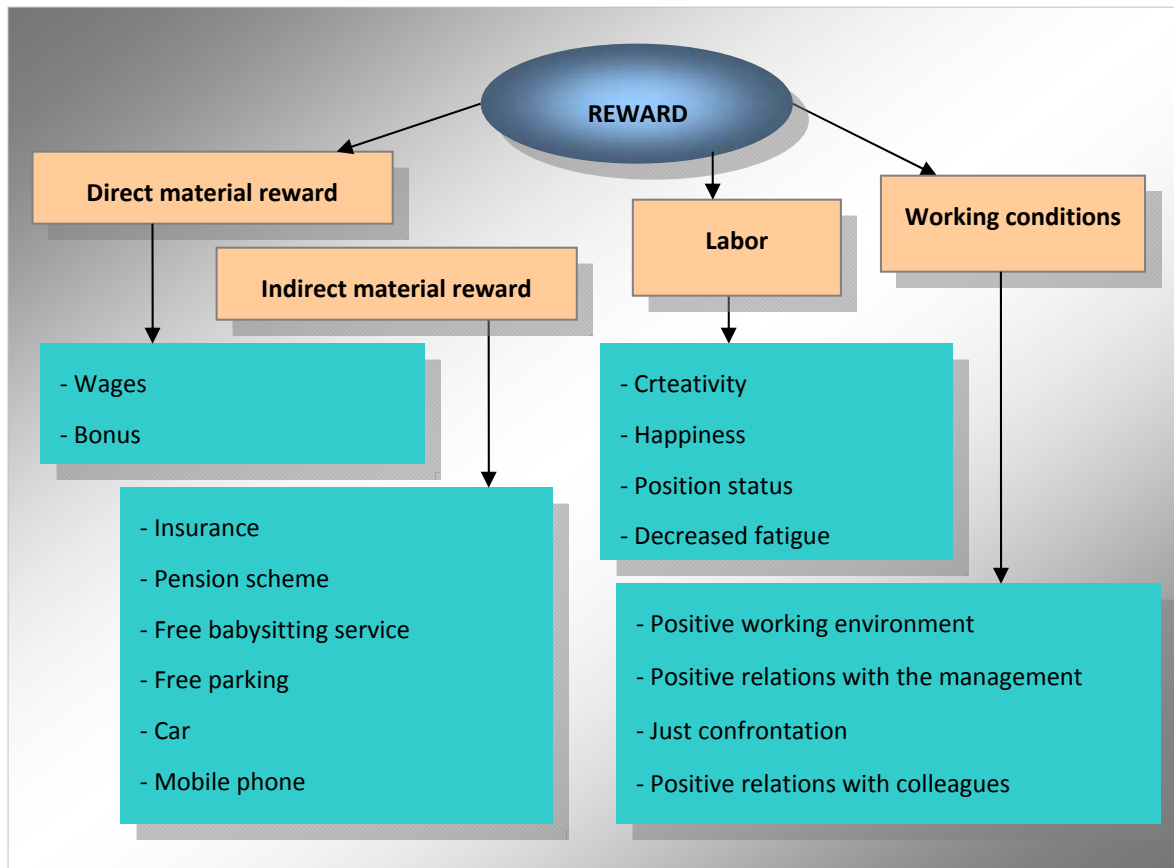 REWARD
Direct material reward
Indirect material reward
Labor
Working conditions
- Wages
- Bonus
- Insurance
- Pension scheme
- Free babysitting service
- Free parking
- Car
- Mobile phone
- Crteativity
- Happiness
- Position status
- Decreased fatigue
- Positive working environment
- Positive relations with the management
- Just confrontation
- Positive relations with colleagues